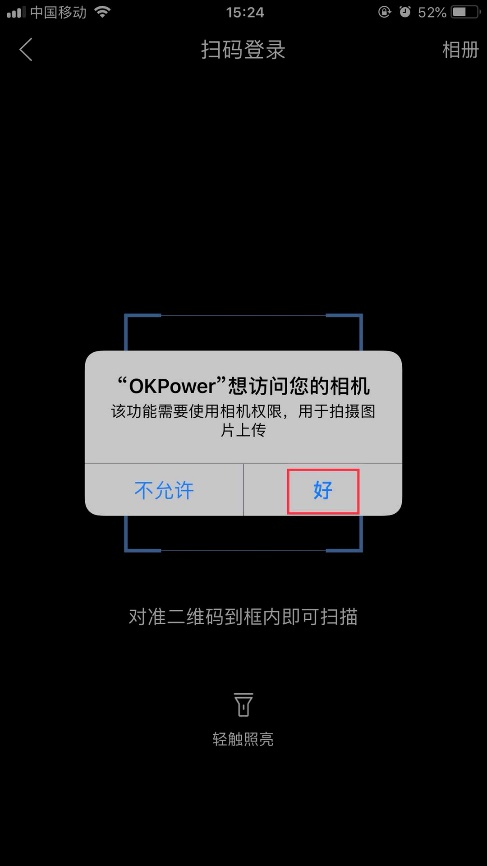 中国移动
15:24
52%
扫码登录
相册
“OKPower”想访问您的相机
该功能需要使用相机权限，用于拍摄图
片上传
不允许
好
对准二维码到框内即可扫描
轻触照亮